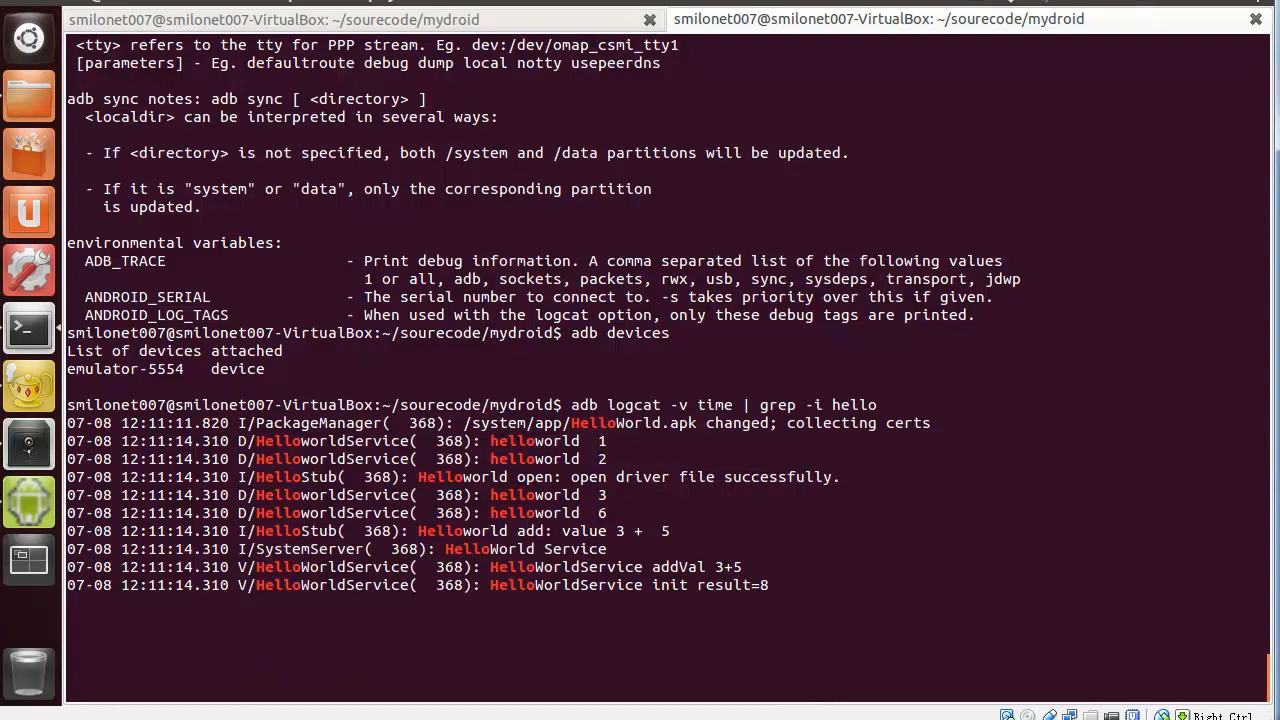 smilonet007@smilonet007-VirtualBox: ~/sourecode/mydroid
smilonet007@smilonet007-VirtualBox: ~/sourecode/mydroid
<tty> refers to the tty for PPP stream. Eg. dev:/dev/omap_csmi_tty1
[parameters] - Eg. defaultroute debug dump local notty usepeerdns
adb sync notes: adb sync [ <directory> ]
<localdir> can be interpreted in several ways:
- If <directory> is not specified, both /system and /data partitions will be updated.
- If it is "system" or "data", only the corresponding partition
is updated.
environmental variables:
ADB_TRACE - Print debug information. A comma separated list of the following values
1 or all, adb, sockets, packets, rwx, usb, sync, sysdeps, transport, jdwp
ANDROID_SERIAL - The serial number to connect to. -s takes priority over this if given.
ANDROID_LOG_TAGS - When used with the logcat option, only these debug tags are printed.
smilonet007@smilonet007-VirtualBox:~/sourecode/mydroid$ adb devices
List of devices attached
emulator-5554 device
smilonet007@smilonet007-VirtualBox:~/sourecode/mydroid$ adb logcat -v time | grep -i hello
07-08 12:11:11.820 I/PackageManager(  368): /system/app/HelloWorld.apk changed; collecting certs
07-08 12:11:14.310 D/HelloworldService(  368): helloworld  1
07-08 12:11:14.310 D/HelloworldService(  368): helloworld  2
07-08 12:11:14.310 I/HelloStub(  368): Helloworld open: open driver file successfully.
07-08 12:11:14.310 D/HelloworldService(  368): helloworld  3
07-08 12:11:14.310 D/HelloworldService(  368): helloworld  6
07-08 12:11:14.310 I/HelloStub(  368): Helloworld add: value 3 +  5
07-08 12:11:14.310 I/SystemServer(  368): HelloWorld Service
07-08 12:11:14.310 V/HelloWorldService(  368): HelloWorldService addVal 3+5
07-08 12:11:14.310 V/HelloWorldService(  368): HelloWorldService init result=8
Right Ctrl